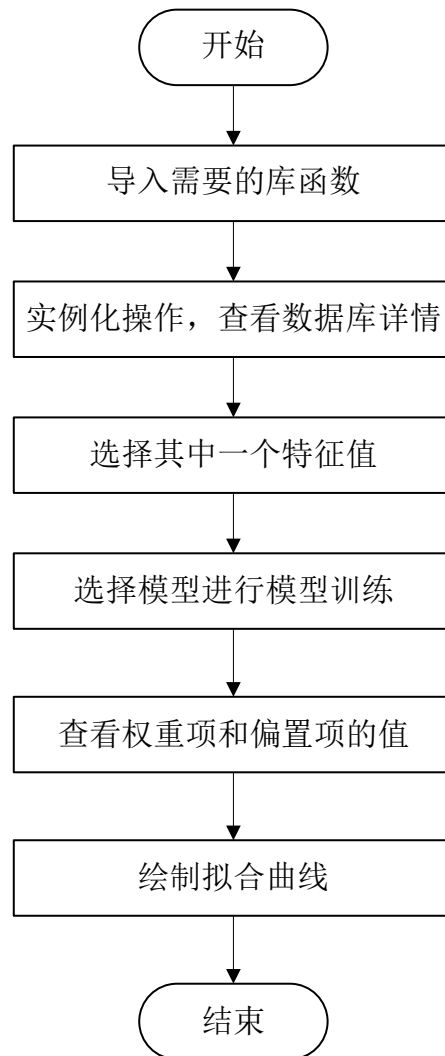 开始
导入需要的库函数
实例化操作，查看数据库详情
选择其中一个特征值
选择模型进行模型训练
查看权重项和偏置项的值
绘制拟合曲线
结束